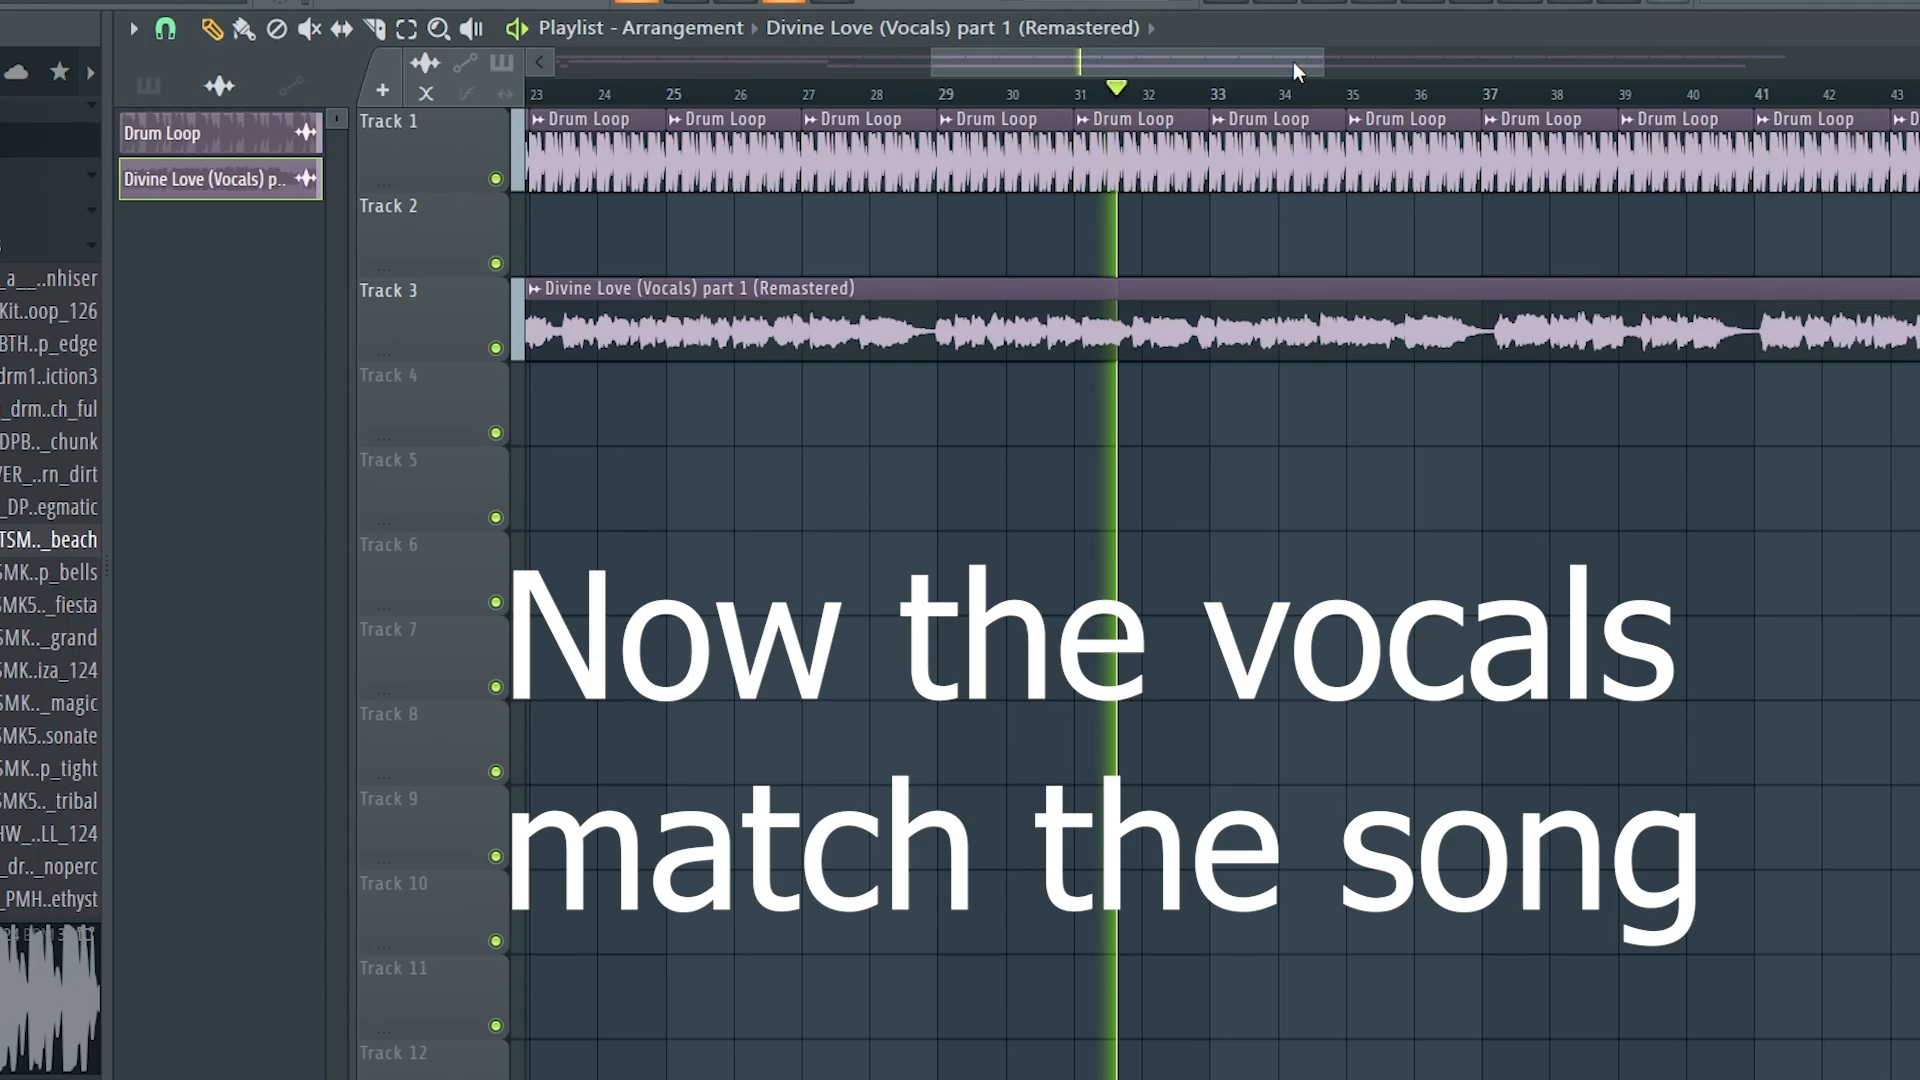 Playlist - Arrangement › Divine Love (Vocals) part 1 (Remastered) ›
23 24 25 26 27 28 29 30 31 32 33 34 35 36 37 38 39 40 41 42 43
Drum Loop
Divine Love (Vocals) p..
Track 1
Drum Loop Drum Loop Drum Loop Drum Loop Drum Loop Drum Loop Drum Loop Drum Loop Drum Loop Drum Loop D
Track 2
Track 3
Divine Love (Vocals) part 1 (Remastered)
Track 4
Track 5
Track 6
Track 7
Track 8
Track 9
Track 10
Track 11
Track 12
_a__..nhiser
Kit..oop_126
BTH..p_edge
drm1..iction3
_drm..ch_ful
DPB.._chunk
VER_..rn_dirt
_DP..egmatic
TSM.._beach
SMK..p_bells
SMK5.._fiesta
SMK.._grand
SMK..iza_124
SMK.._magic
SMK5..sonate
SMK..p_tight
SMK5.._tribal
HW_..LL_124
_dr.._noperc
_PMH..ethyst
Now the vocals
match the song